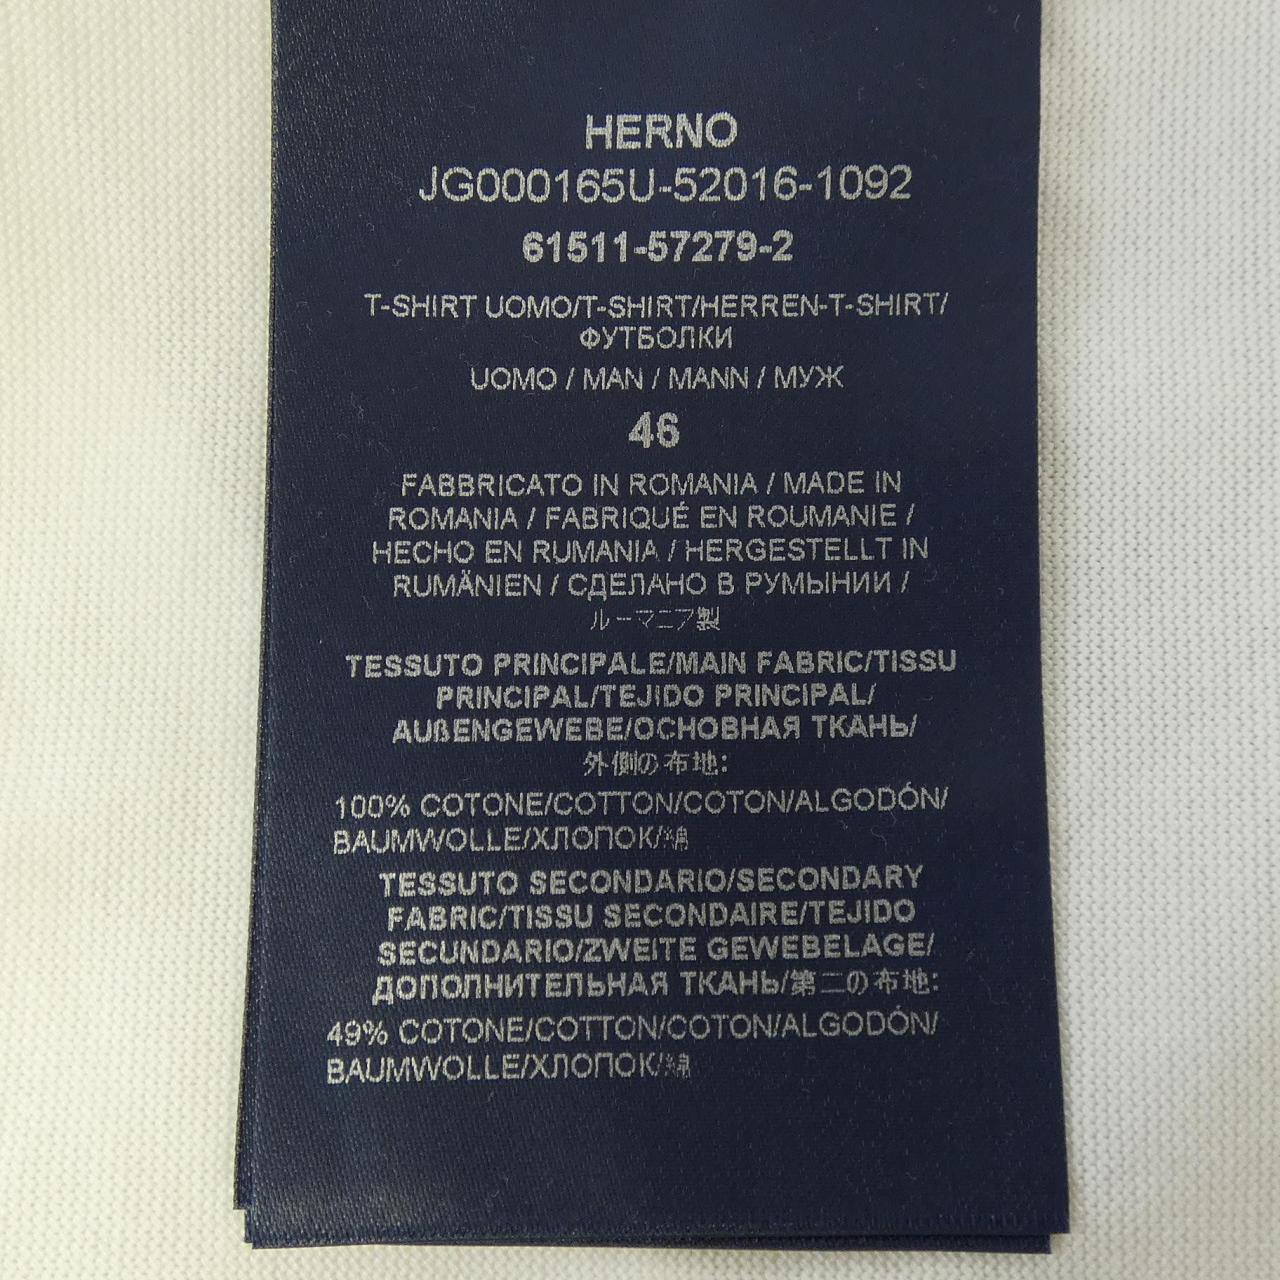 HERNO
JG000165U-52016-1092
61511-57279-2
T-SHIRT UOMO/T-SHIRT/HERREN-T-SHIRT/
ФУТБОЛКИ
UOMO / MAN / MANN / МУЖ
46
FABBRICATO IN ROMANIA / MADE IN
ROMANIA / FABRIQUÉ EN ROUMANIE /
HECHO EN RUMANIA / HERGESTELLT IN
RUMÄNIEN / СДЕЛАНО В РУМЫНИИ /
ルーマニア製
TESSUTO PRINCIPALE/MAIN FABRIC/TISSU
PRINCIPAL/TEJIDO PRINCIPAL/
AUßENGEWEBE/ОСНОВНАЯ ТКАНЬ/
外側の布地:
100% COTONE/COTTON/COTON/ALGODÓN/
BAUMWOLLE/ХЛОПОК/綿
TESSUTO SECONDARIO/SECONDARY
FABRIC/TISSU SECONDAIRE/TEJIDO
SECUNDARIO/ZWEITE GEWEBELAGE/
ДОПОЛНИТЕЛЬНАЯ ТКАНЬ/第二の布地:
49% COTONE/COTTON/COTON/ALGODÓN/
BAUMWOLLE/ХЛОПОК/綿